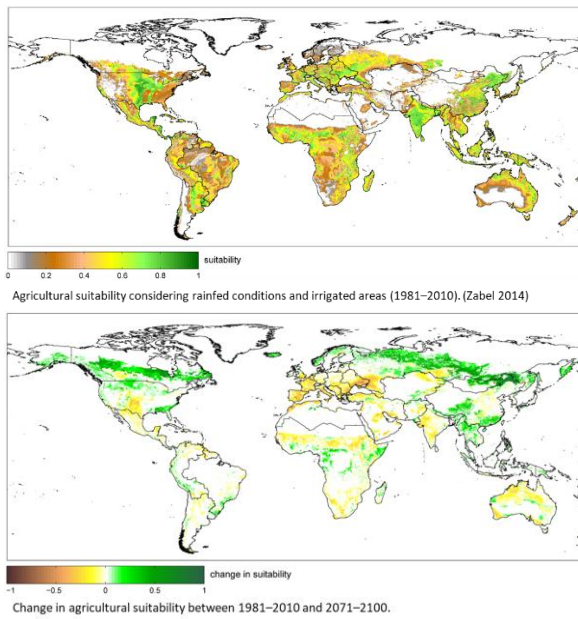 suitability
0 0.2 0.4 0.6 0.8 1
Agricultural suitability considering rainfed conditions and irrigated areas (1981–2010). (Zabel 2014)
change in suitability
−1 −0.5 0 0.5 1
Change in agricultural suitability between 1981–2010 and 2071–2100.